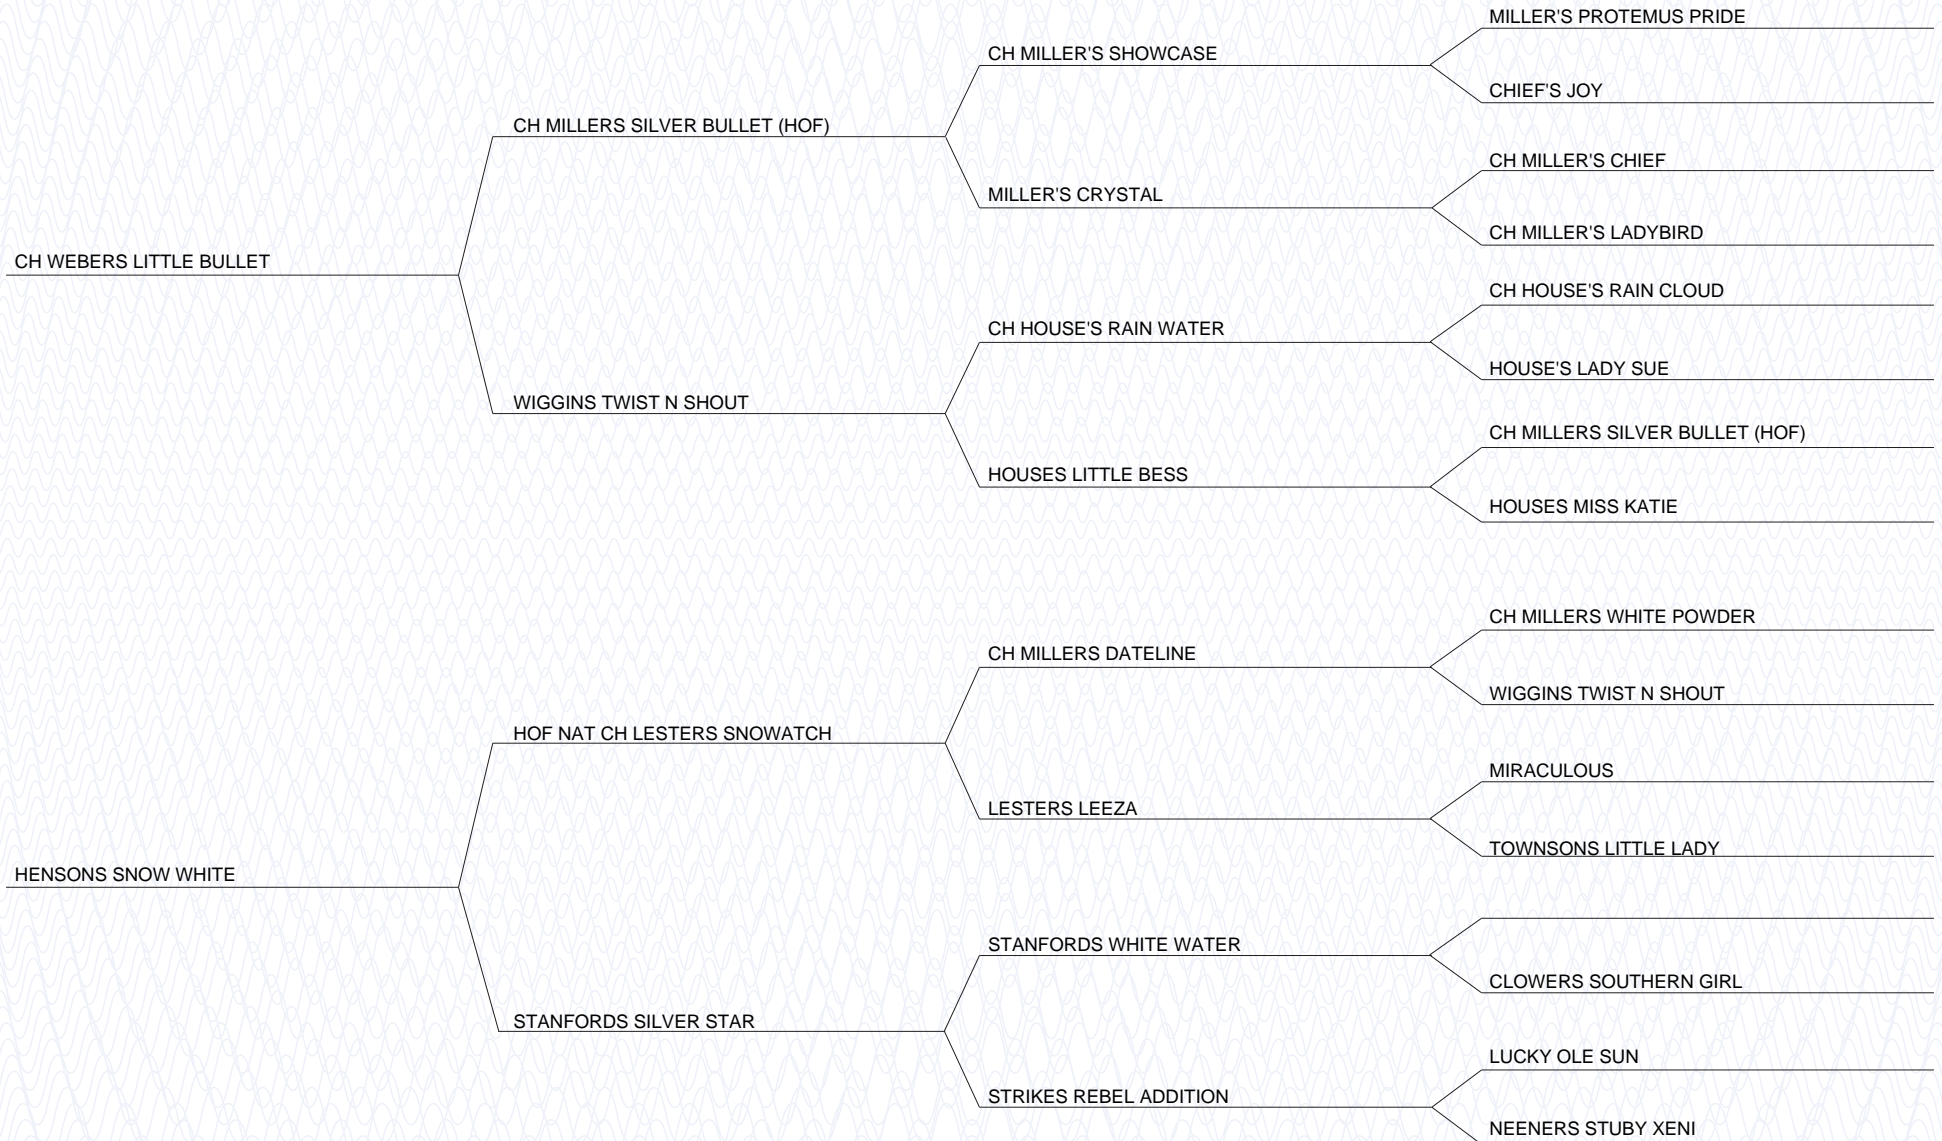 MILLER'S PROTEMUS PRIDE
CH MILLER'S SHOWCASE
CHIEF'S JOY
CH MILLERS SILVER BULLET (HOF)
CH MILLER'S CHIEF
MILLER'S CRYSTAL
CH MILLER'S LADYBIRD
CH WEBERS LITTLE BULLET
CH HOUSE'S RAIN CLOUD
CH HOUSE'S RAIN WATER
HOUSE'S LADY SUE
WIGGINS TWIST N SHOUT
CH MILLERS SILVER BULLET (HOF)
HOUSES LITTLE BESS
HOUSES MISS KATIE
CH MILLERS WHITE POWDER
CH MILLERS DATELINE
WIGGINS TWIST N SHOUT
HOF NAT CH LESTERS SNOWATCH
MIRACULOUS
LESTERS LEEZA
TOWNSONS LITTLE LADY
HENSONS SNOW WHITE
STANFORDS WHITE WATER
CLOWERS SOUTHERN GIRL
STANFORDS SILVER STAR
LUCKY OLE SUN
STRIKES REBEL ADDITION
NEENERS STUBY XENI